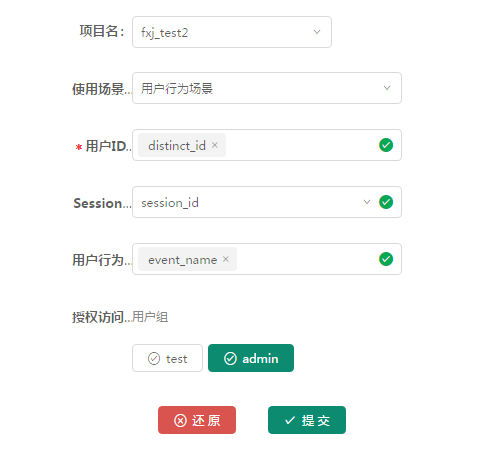 项目名： fxj_test2
使用场景... 用户行为场景
* 用户ID... distinct_id ×
Session... session_id
用户行为... event_name ×
授权访问... 用户组
test admin
还原 提交